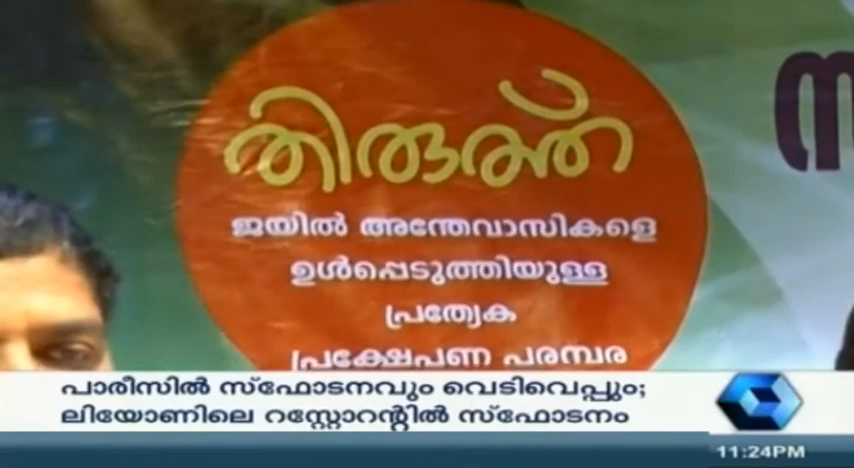 തിരുത്ത്
ജയിൽ അന്തേവാസികളെ
ഉൾപ്പെടുത്തിയുള്ള
പ്രത്യേക
പ്രക്ഷേപണ പരമ്പര
പാരീസിൽ സ്ഫോടനവും വെടിവെപ്പും;
ലിയോണിലെ റസ്റ്റോറന്റിൽ സ്ഫോടനം
11:24PM